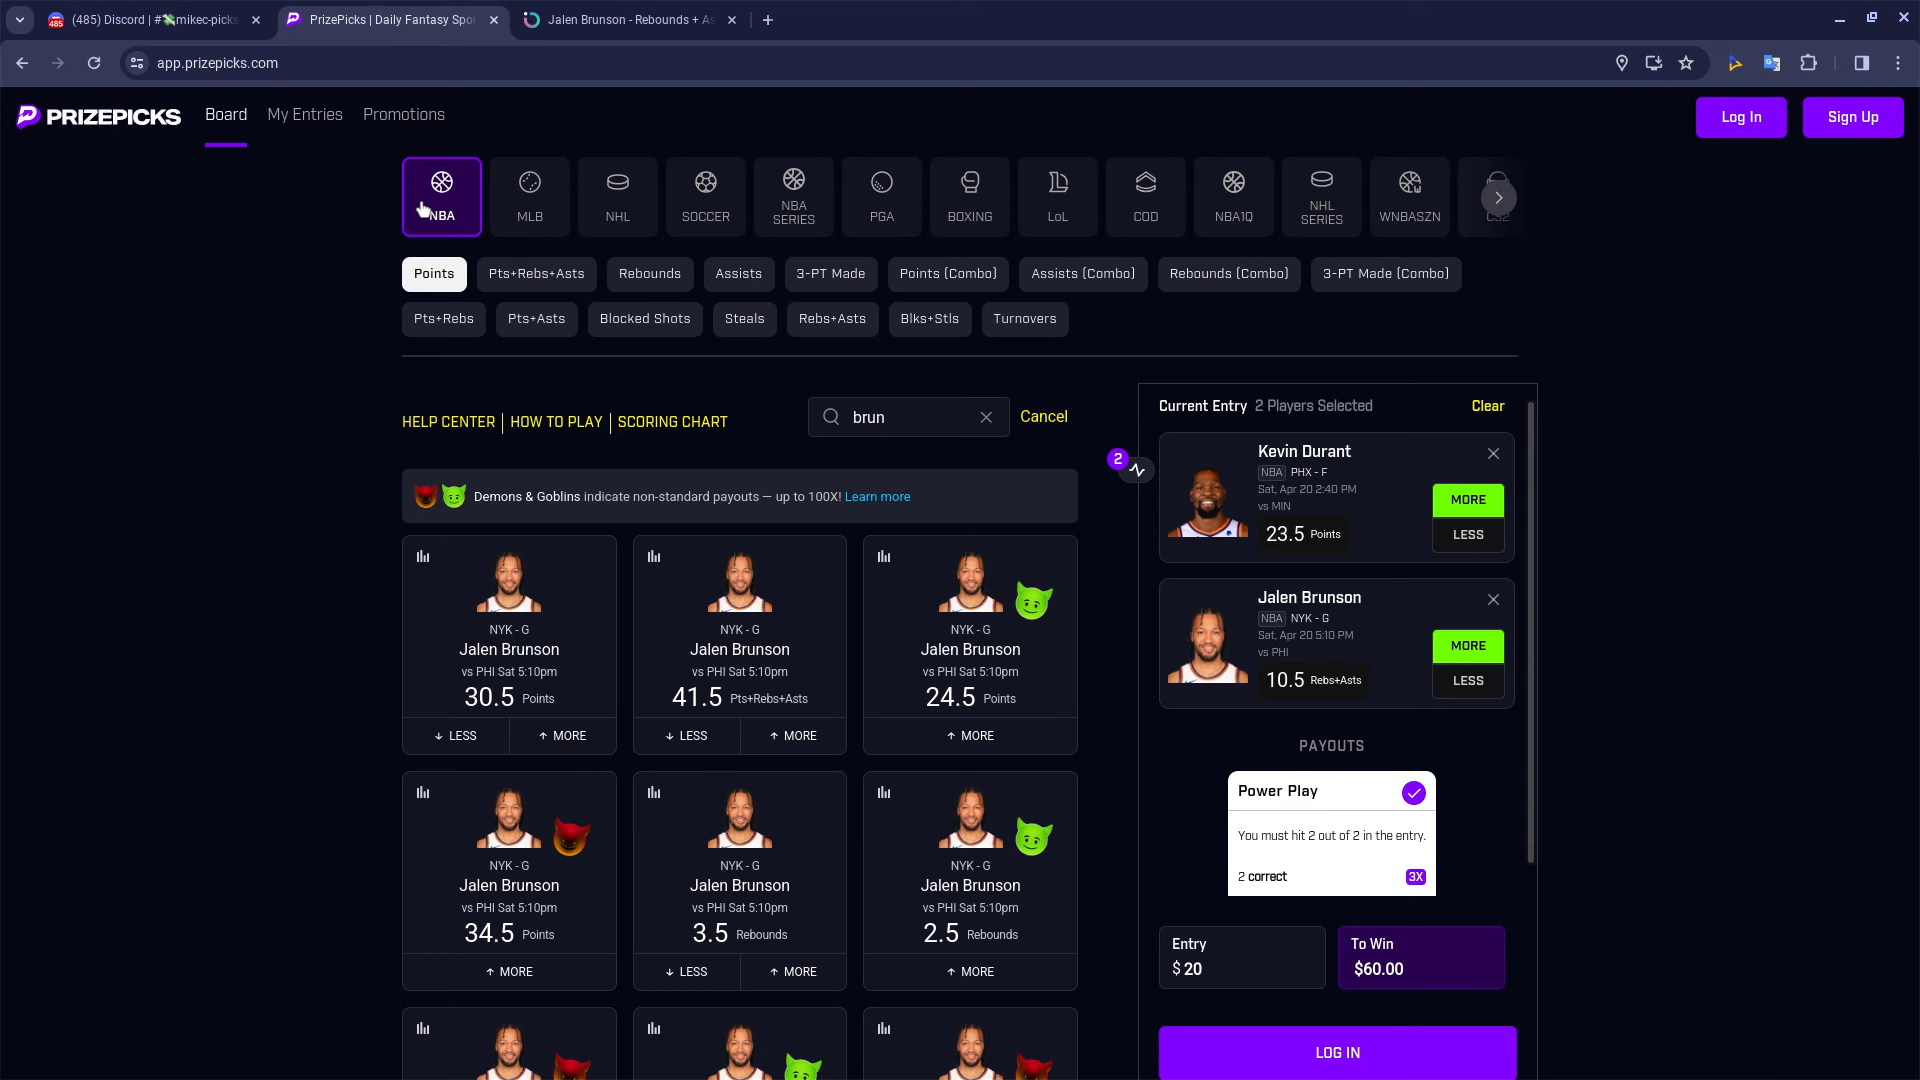 (485) Discord | #💸mikec-picks
PrizePicks | Daily Fantasy Spo
Jalen Brunson - Rebounds + As
app.prizepicks.com
PRIZEPICKS
Board
My Entries
Promotions
Log In
Sign Up
NBA
MLB
NHL
SOCCER
NBA
SERIES
PGA
BOXING
LoL
COD
NBA1Q
NHL
SERIES
WNBASZN
CS2
Points
Pts+Rebs+Asts
Rebounds
Assists
3-PT Made
Points (Combo)
Assists (Combo)
Rebounds (Combo)
3-PT Made (Combo)
Pts+Rebs
Pts+Asts
Blocked Shots
Steals
Rebs+Asts
Blks+Stls
Turnovers
HELP CENTER
HOW TO PLAY
SCORING CHART
brun
Cancel
Demons & Goblins indicate non-standard payouts — up to 100X! Learn more
NYK - G
Jalen Brunson
vs PHI Sat 5:10pm
30.5 Points
LESS
MORE
NYK - G
Jalen Brunson
vs PHI Sat 5:10pm
41.5 Pts+Rebs+Asts
LESS
MORE
NYK - G
Jalen Brunson
vs PHI Sat 5:10pm
24.5 Points
MORE
NYK - G
Jalen Brunson
vs PHI Sat 5:10pm
34.5 Points
MORE
NYK - G
Jalen Brunson
vs PHI Sat 5:10pm
3.5 Rebounds
LESS
MORE
NYK - G
Jalen Brunson
vs PHI Sat 5:10pm
2.5 Rebounds
MORE
2
Current Entry 2 Players Selected
Clear
Kevin Durant
NBA PHX - F
Sat, Apr 20 2:40 PM
vs MIN
23.5 Points
MORE
LESS
Jalen Brunson
NBA NYK - G
Sat, Apr 20 5:10 PM
vs PHI
10.5 Rebs+Asts
MORE
LESS
PAYOUTS
Power Play
You must hit 2 out of 2 in the entry.
2 correct
3X
Entry
$ 20
To Win
$60.00
LOG IN